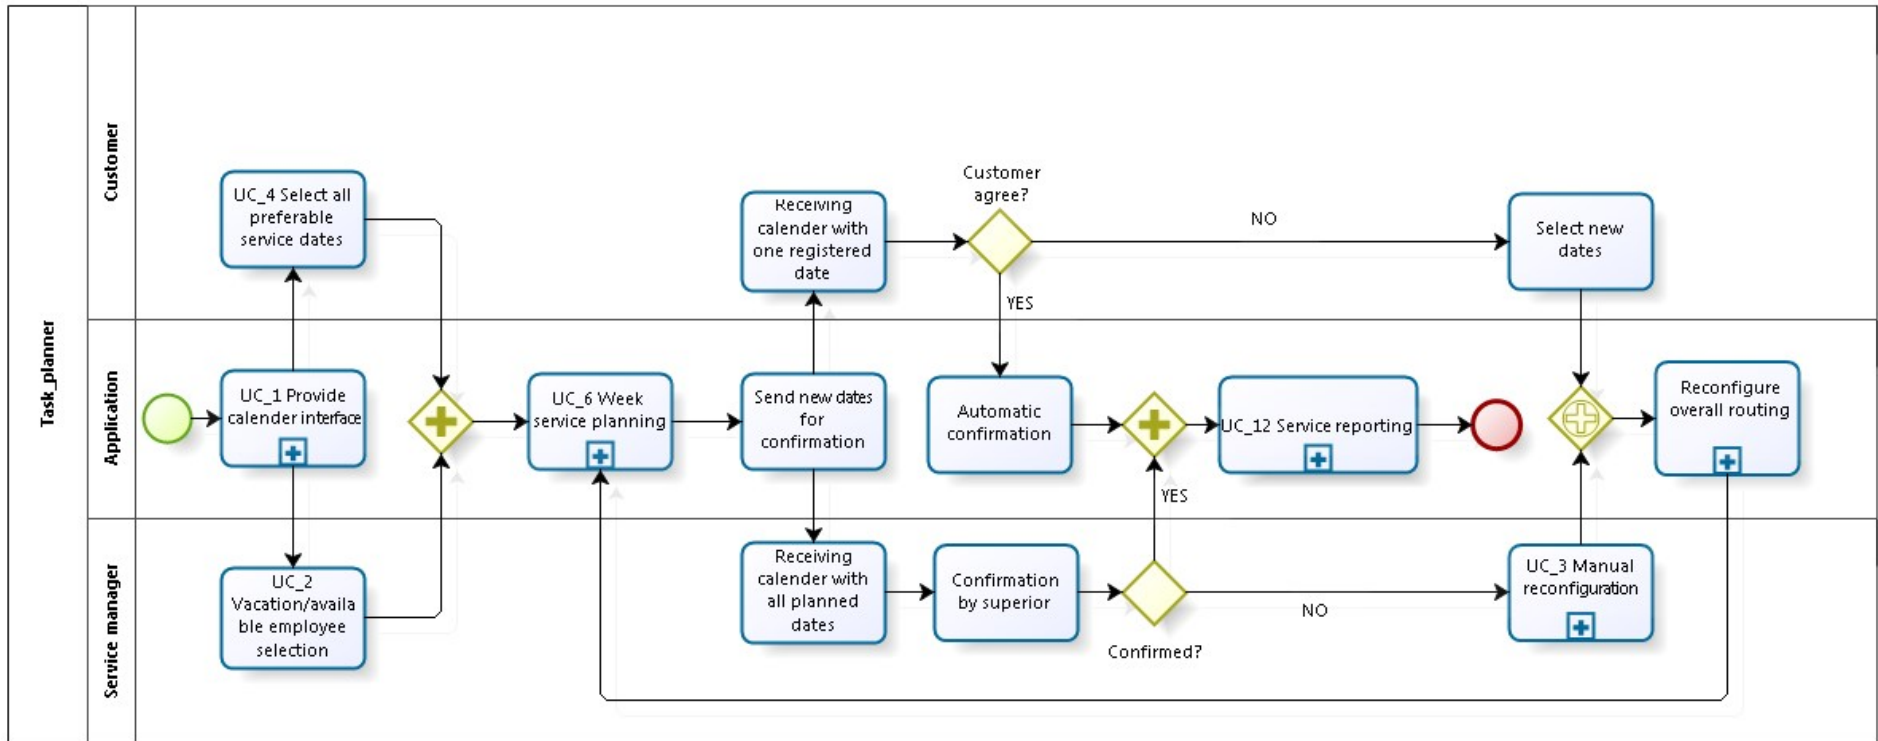 Task_planner
Customer
UC_4 Select all
preferable
service dates
Receiving
calender with
one registered
date
Customer
agree?
NO
YES
Select new
dates
Application
UC_1 Provide
calender interface
UC_6 Week
service planning
Send new dates
for
confirmation
Automatic
confirmation
UC_12 Service reporting
Reconfigure
overall routing
YES
Service manager
UC_2
Vacation/availa
ble employee
selection
Receiving
calender with
all planned
dates
Confirmation
by superior
Confirmed?
NO
UC_3 Manual
reconfiguration